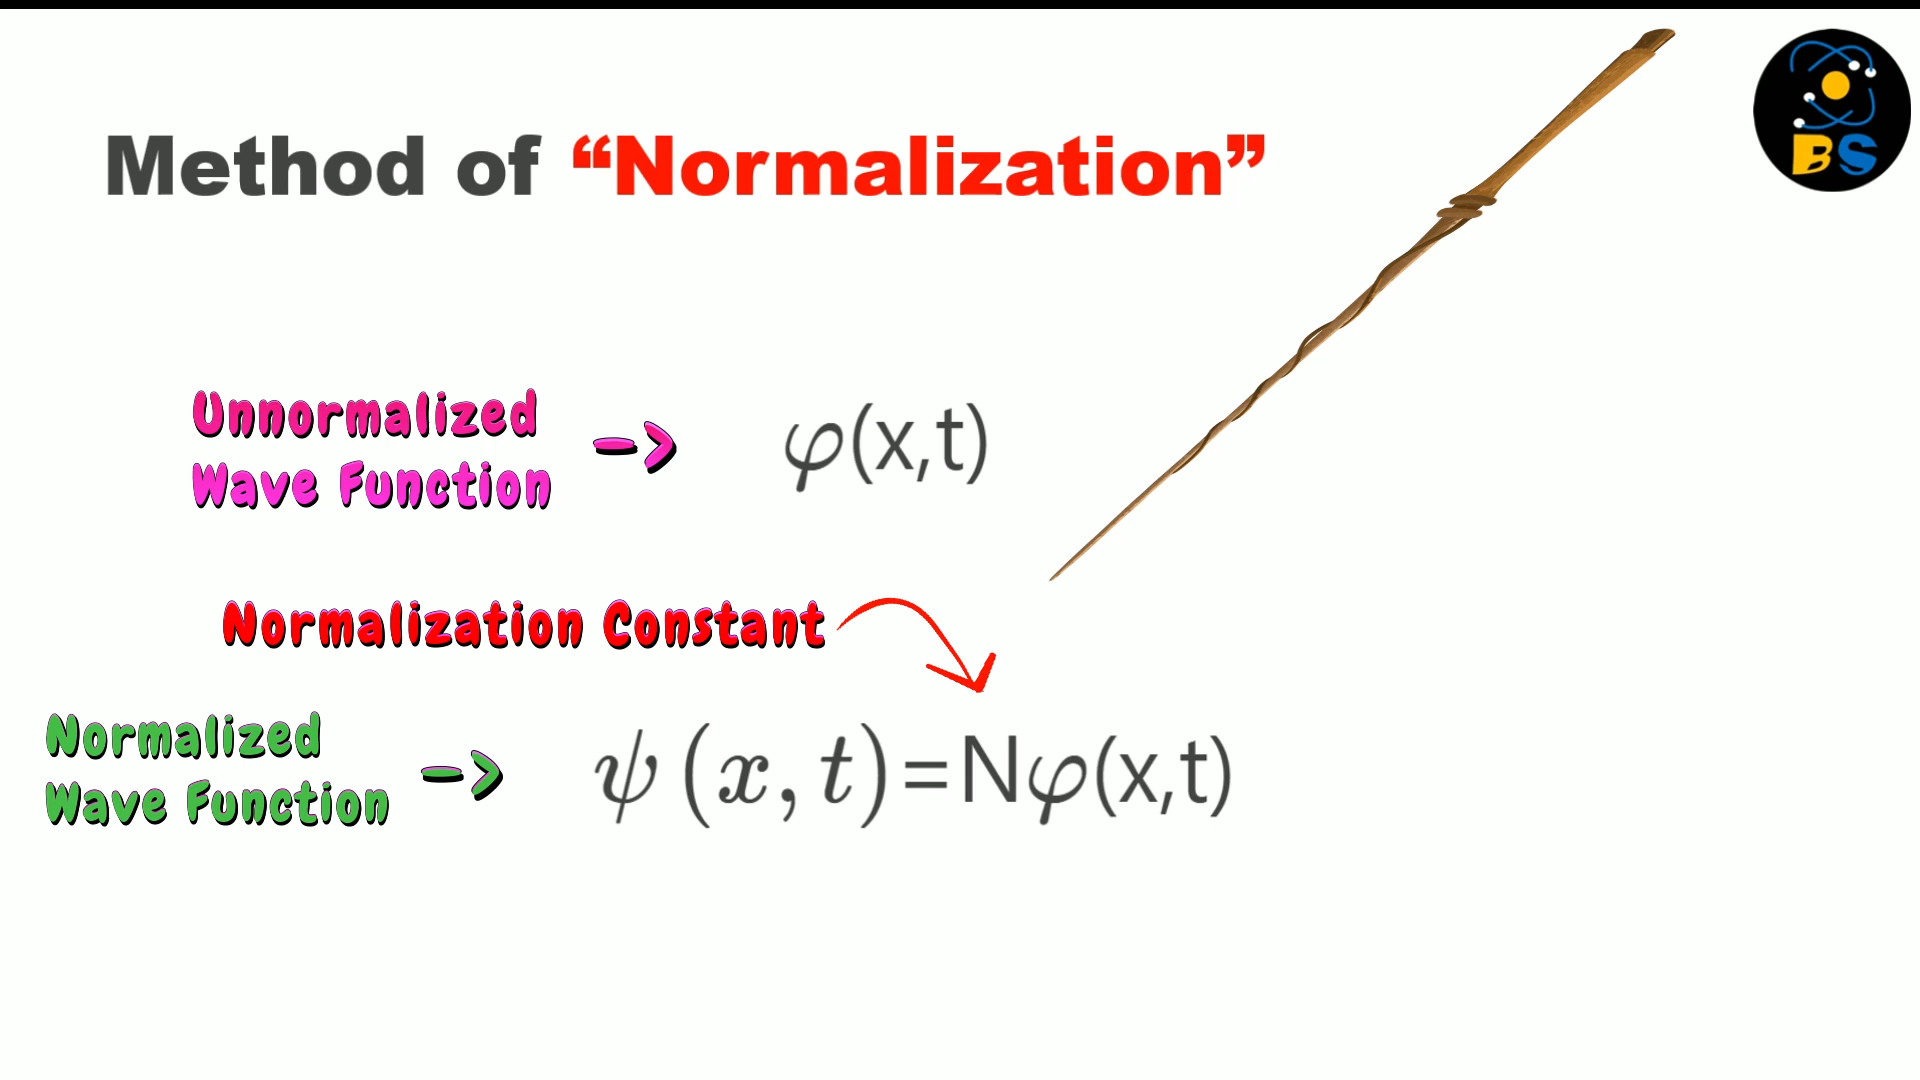 BS
Method of “Normalization”
Unnormalized
Wave Function
->
φ(x,t)
Normalization Constant
Normalized
Wave Function
->
ψ(x,t)=Nφ(x,t)